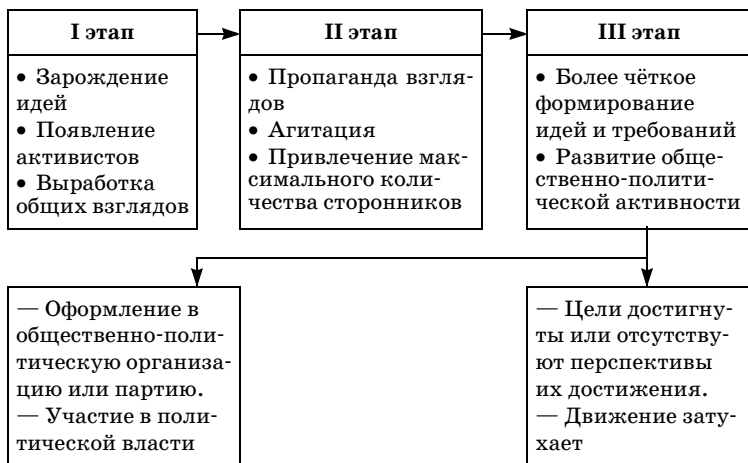 I этап
• Зарождение
идей
• Появление
активистов
• Выработка
общих взглядов
II этап
• Пропаганда взгля-
дов
• Агитация
• Привлечение мак-
симального коли-
чества сторонников
III этап
• Более чёткое
формирование
идей и требований
• Развитие обще-
ственно-полити-
ческой активности
— Оформление в
общественно-поли-
тическую организа-
цию или партию.
— Участие в поли-
тической власти
— Цели достигну-
ты или отсутству-
ют перспективы
их достижения.
— Движение зату-
хает